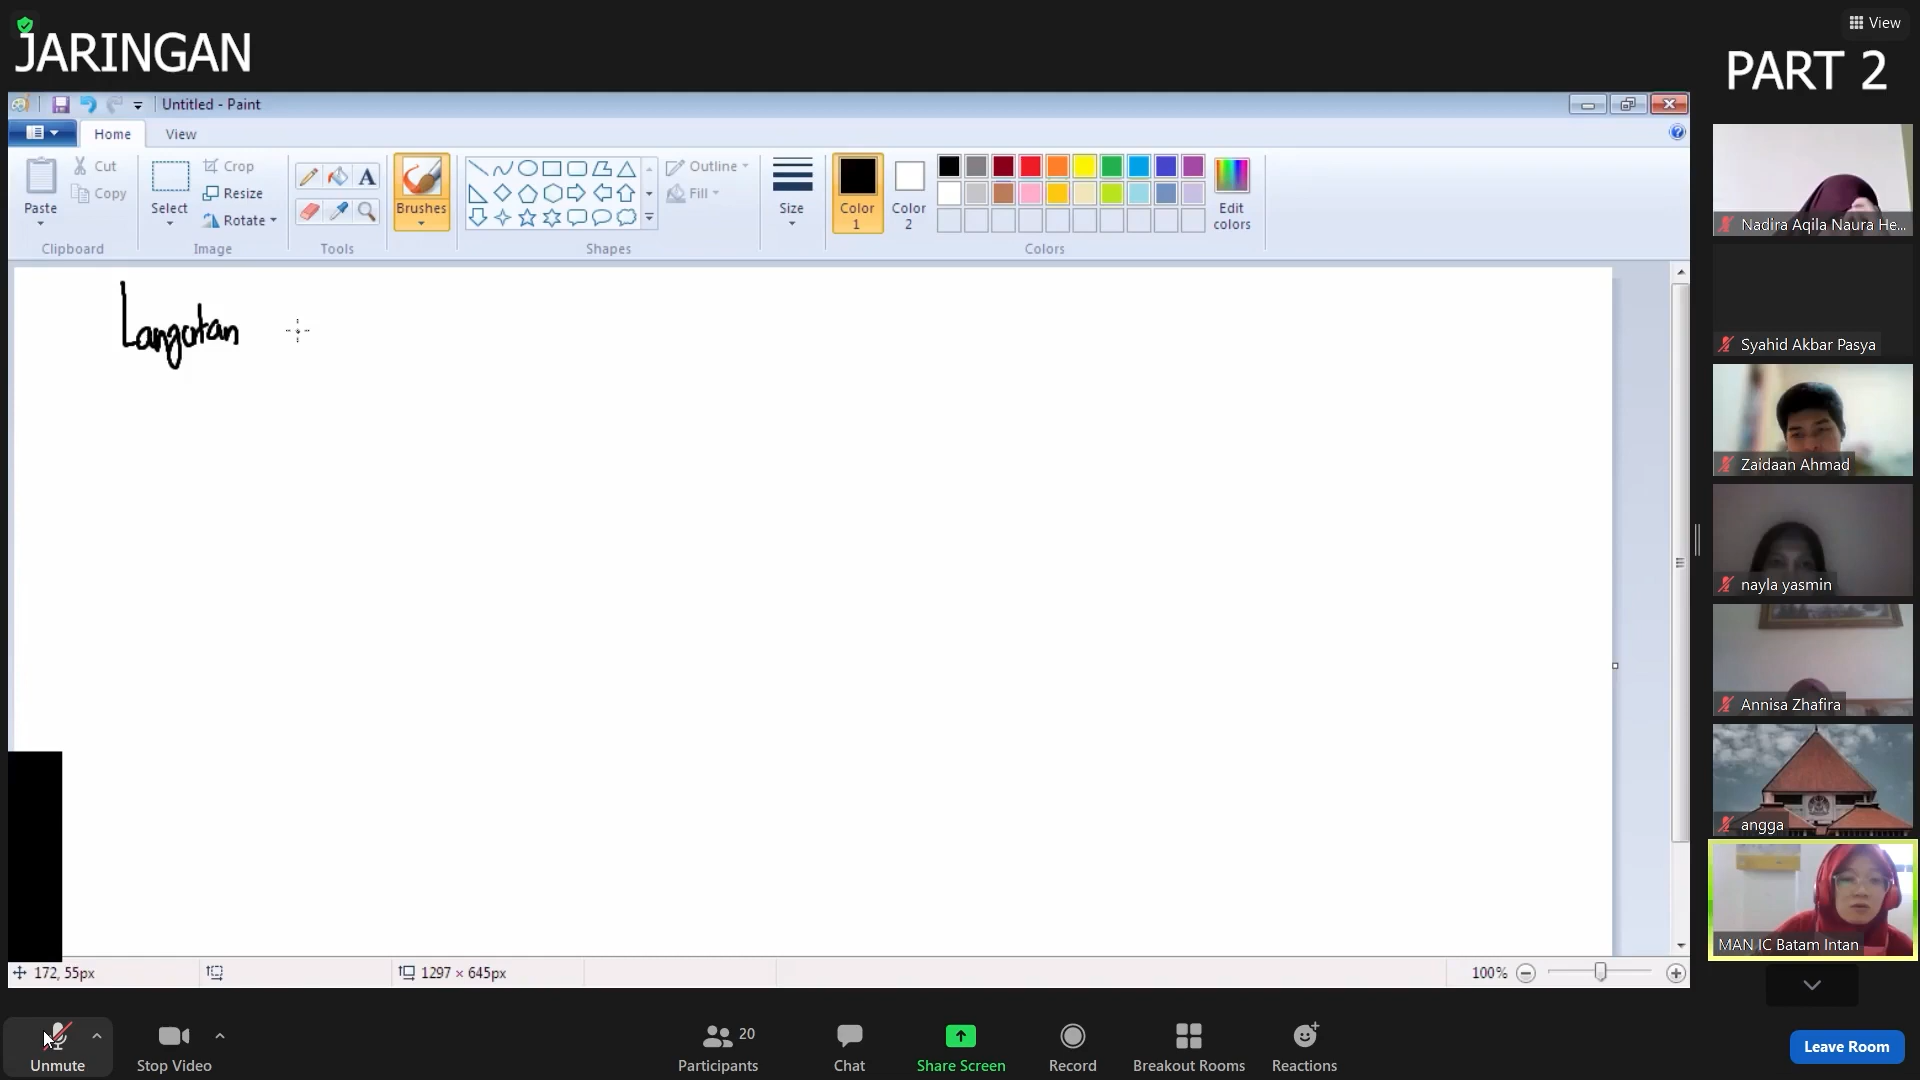 JARINGAN
View
PART 2
Untitled - Paint
Home
View
Paste
Cut
Copy
Clipboard
Select
Crop
Resize
Rotate
Image
A
Tools
Brushes
Outline
Fill
Shapes
Size
Color 1
Color 2
Edit colors
Colors
Langutan
172, 55px
1297 × 645px
100%
Nadira Aqila Naura He...
Syahid Akbar Pasya
Zaidaan Ahmad
nayla yasmin
Annisa Zhafira
angga
MAN IC Batam Intan
Unmute
Stop Video
20
Participants
Chat
Share Screen
Record
Breakout Rooms
Reactions
Leave Room